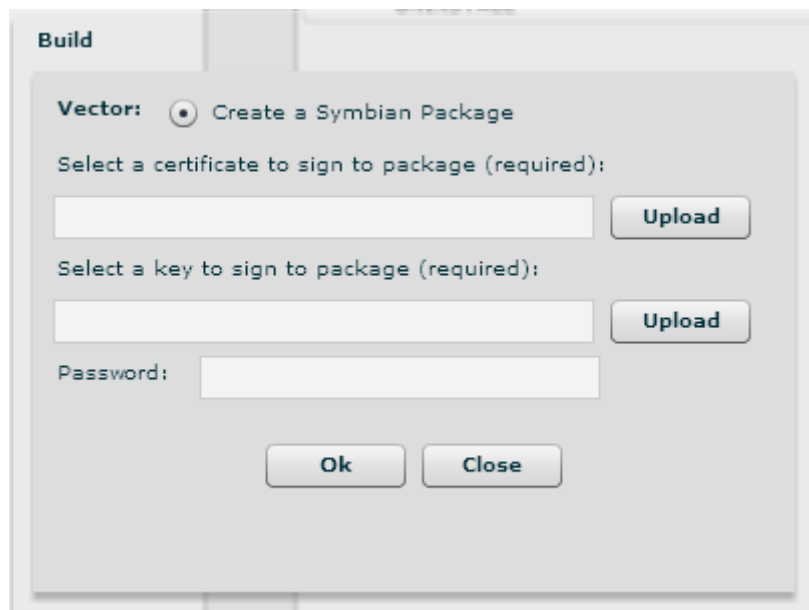 Build
Vector: Create a Symbian Package
Select a certificate to sign to package (required):
Upload
Select a key to sign to package (required):
Upload
Password:
Ok Close